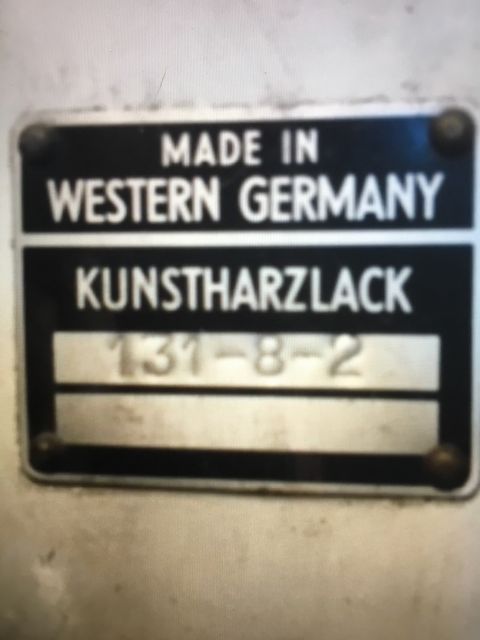 MADE IN
WESTERN GERMANY
KUNSTHARZLACK
131-8-2